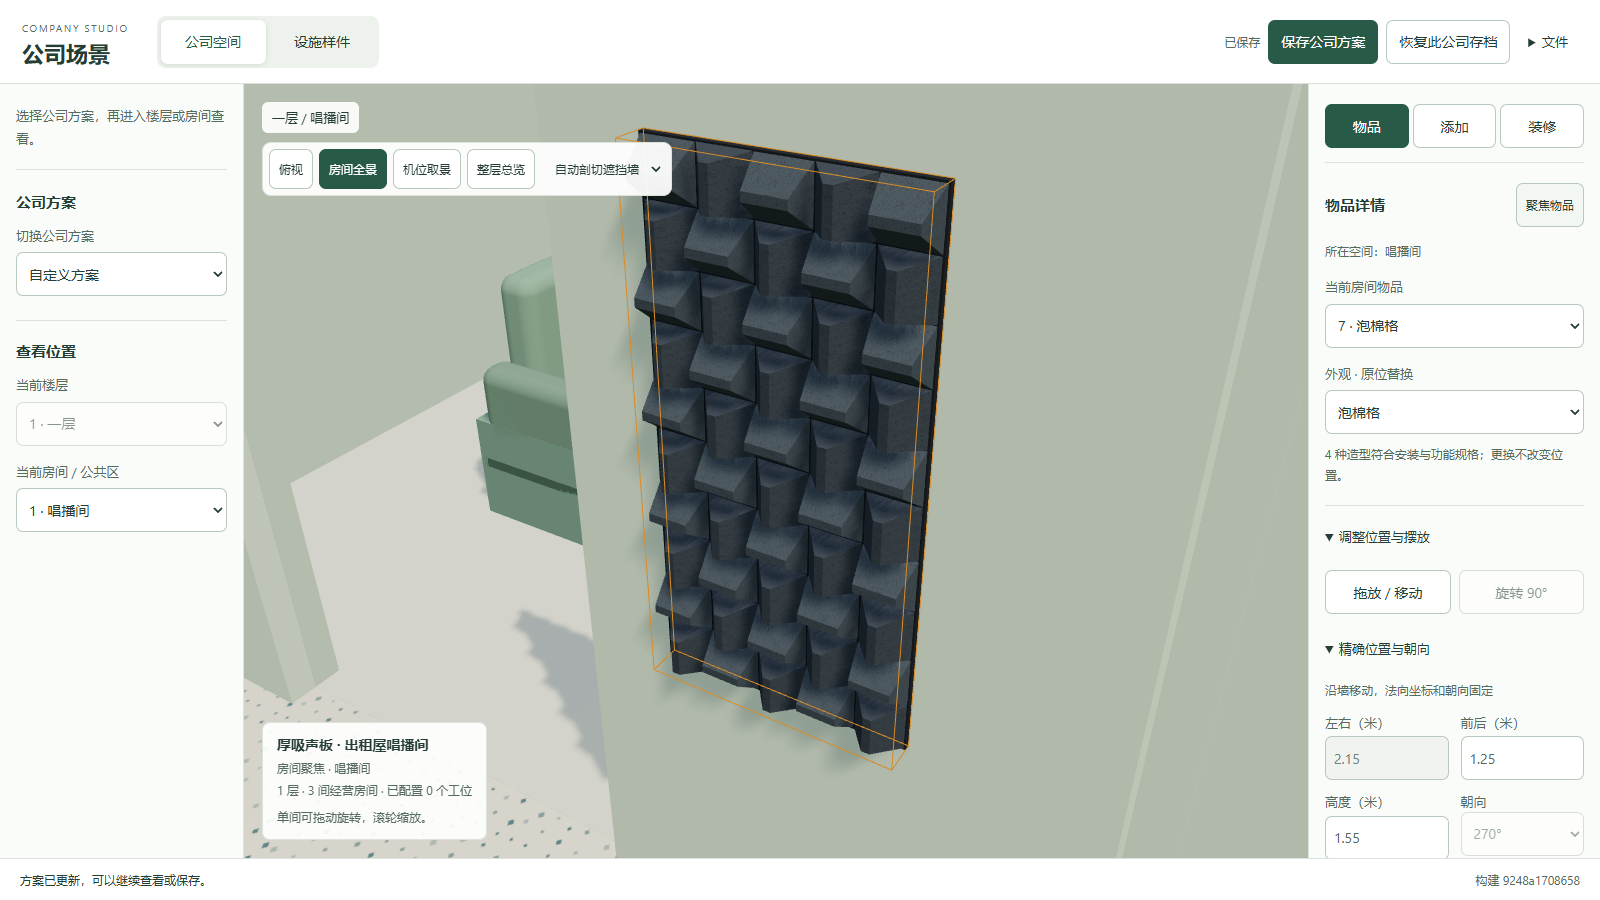 COMPANY STUDIO
公司场景
公司空间
设施样件
已保存
保存公司方案
恢复此公司存档
▶ 文件
选择公司方案，再进入楼层或房间查看。
公司方案
切换公司方案
自定义方案
查看位置
当前楼层
1 · 一层
当前房间 / 公共区
1 · 唱播间
一层 / 唱播间
俯视
房间全景
机位取景
整层总览
自动剖切遮挡墙
厚吸声板 · 出租屋唱播间
房间聚焦 · 唱播间
1 层 · 3 间经营房间 · 已配置 0 个工位
单间可拖动旋转，滚轮缩放。
物品
添加
装修
物品详情
聚焦物品
所在空间：唱播间
当前房间物品
7 · 泡棉格
外观 · 原位替换
泡棉格
4 种造型符合安装与功能规格；更换不改变位置。
▼ 调整位置与摆放
拖放 / 移动
旋转 90°
▼ 精确位置与朝向
沿墙移动，法向坐标和朝向固定
左右（米）
前后（米）
2.15
1.25
高度（米）
朝向
1.55
270°
方案已更新，可以继续查看或保存。
构建 9248a1708658